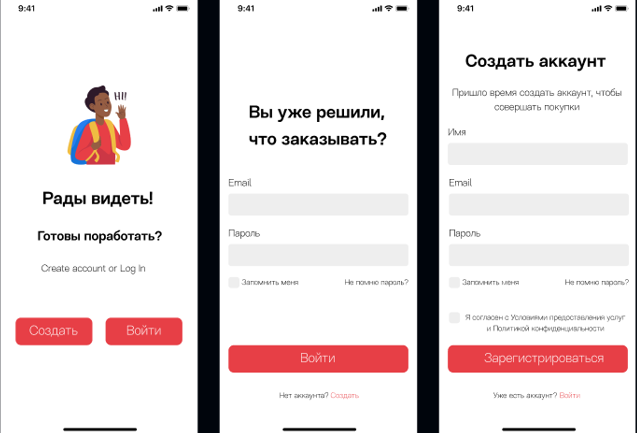 9:41
HI!
Рады видеть!
Готовы поработать?
Create account or Log In
Создать
Войти
9:41
Вы уже решили,
что заказывать?
Email
Пароль
Запомнить меня
Не помню пароль?
Войти
Нет аккаунта? Создать
9:41
Создать аккаунт
Пришло время создать аккаунт, чтобы
совершать покупки
Имя
Email
Пароль
Запомнить меня
Не помню пароль?
Я согласен с Условиями предоставления услуг
и Политикой конфиденциальности
Зарегистрироваться
Уже есть аккаунт? Войти